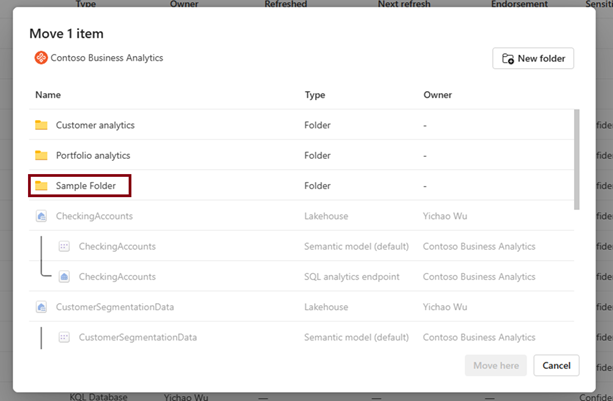 Type Owner Refreshed Next refresh Endorsement Sensiti
Move 1 item
Contoso Business Analytics
New folder
Name Type Owner
Customer analytics Folder -
Portfolio analytics Folder -
Sample Folder Folder -
CheckingAccounts Lakehouse Yichao Wu
CheckingAccounts Semantic model (default) Contoso Business Analytics
CheckingAccounts SQL analytics endpoint Contoso Business Analytics
CustomerSegmentationData Lakehouse Yichao Wu
CustomerSegmentationData Semantic model (default) Contoso Business Analytics
Move here Cancel
KQL Database Yichao Wu — — — Confide